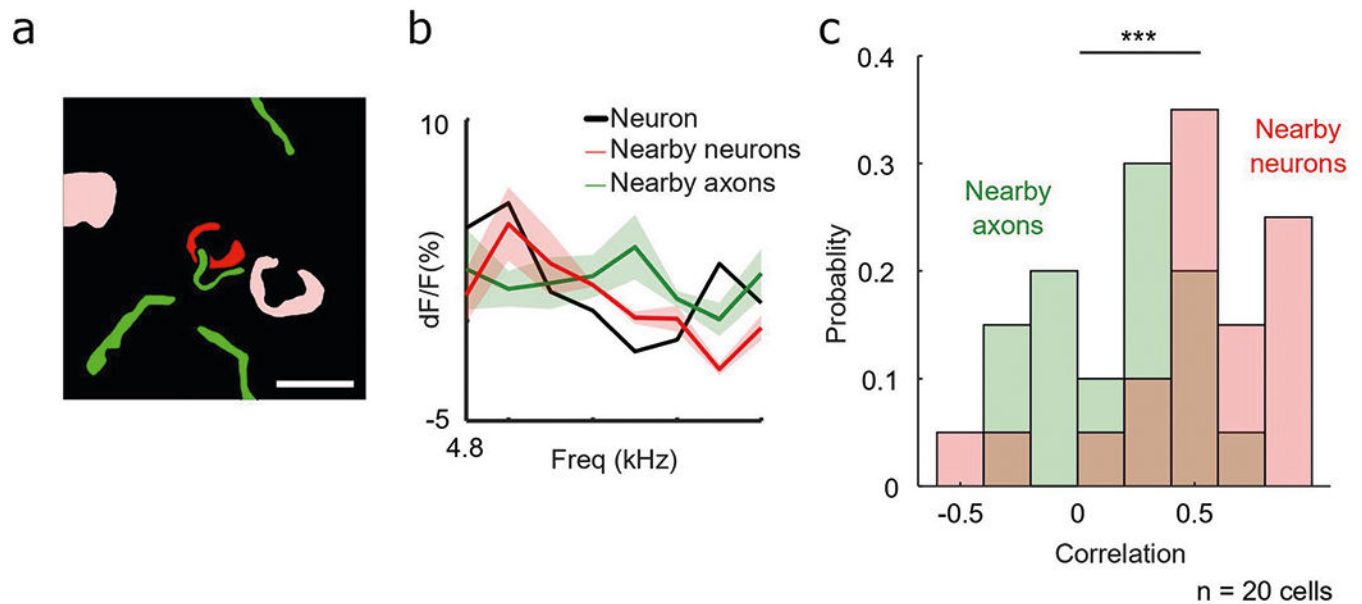 a
b
10
Neuron
Nearby neurons
Nearby axons
dF/F(%)
-5
4.8
Freq (kHz)
c
***
0.4
0.3
0.2
0.1
0
Probablity
Nearby
axons
Nearby
neurons
-0.5
0
0.5
Correlation
n = 20 cells